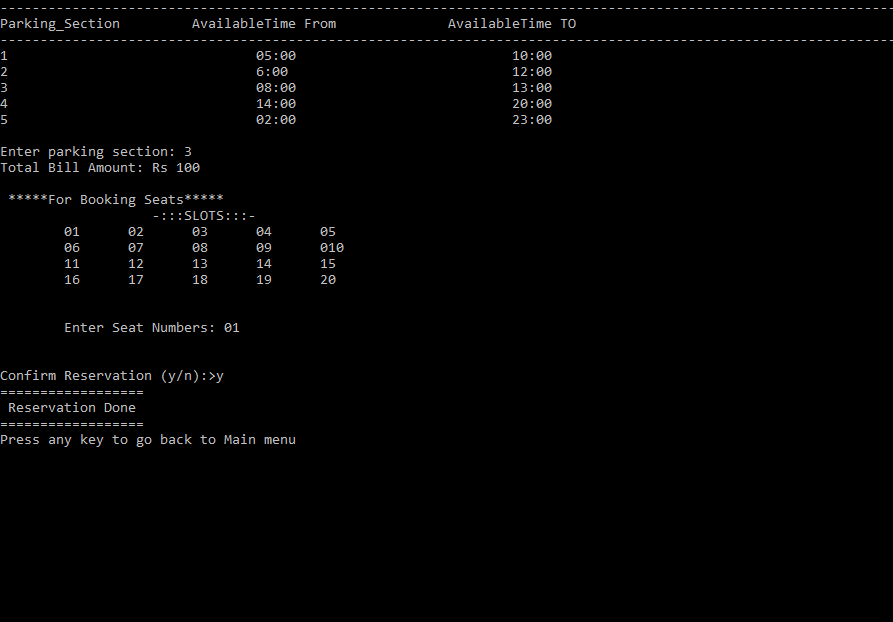 --------------------------------------------------------------------------------------------------------------
Parking_Section         AvailableTime From              AvailableTime TO
--------------------------------------------------------------------------------------------------------------
1                               05:00                           10:00
2                               6:00                            12:00
3                               08:00                           13:00
4                               14:00                           20:00
5                               02:00                           23:00
Enter parking section: 3
Total Bill Amount: Rs 100
 *****For Booking Seats*****
                   -:::SLOTS:::-
        01      02      03      04      05
        06      07      08      09      010
        11      12      13      14      15
        16      17      18      19      20
        Enter Seat Numbers: 01
Confirm Reservation (y/n):>y
==================
 Reservation Done
==================
Press any key to go back to Main menu